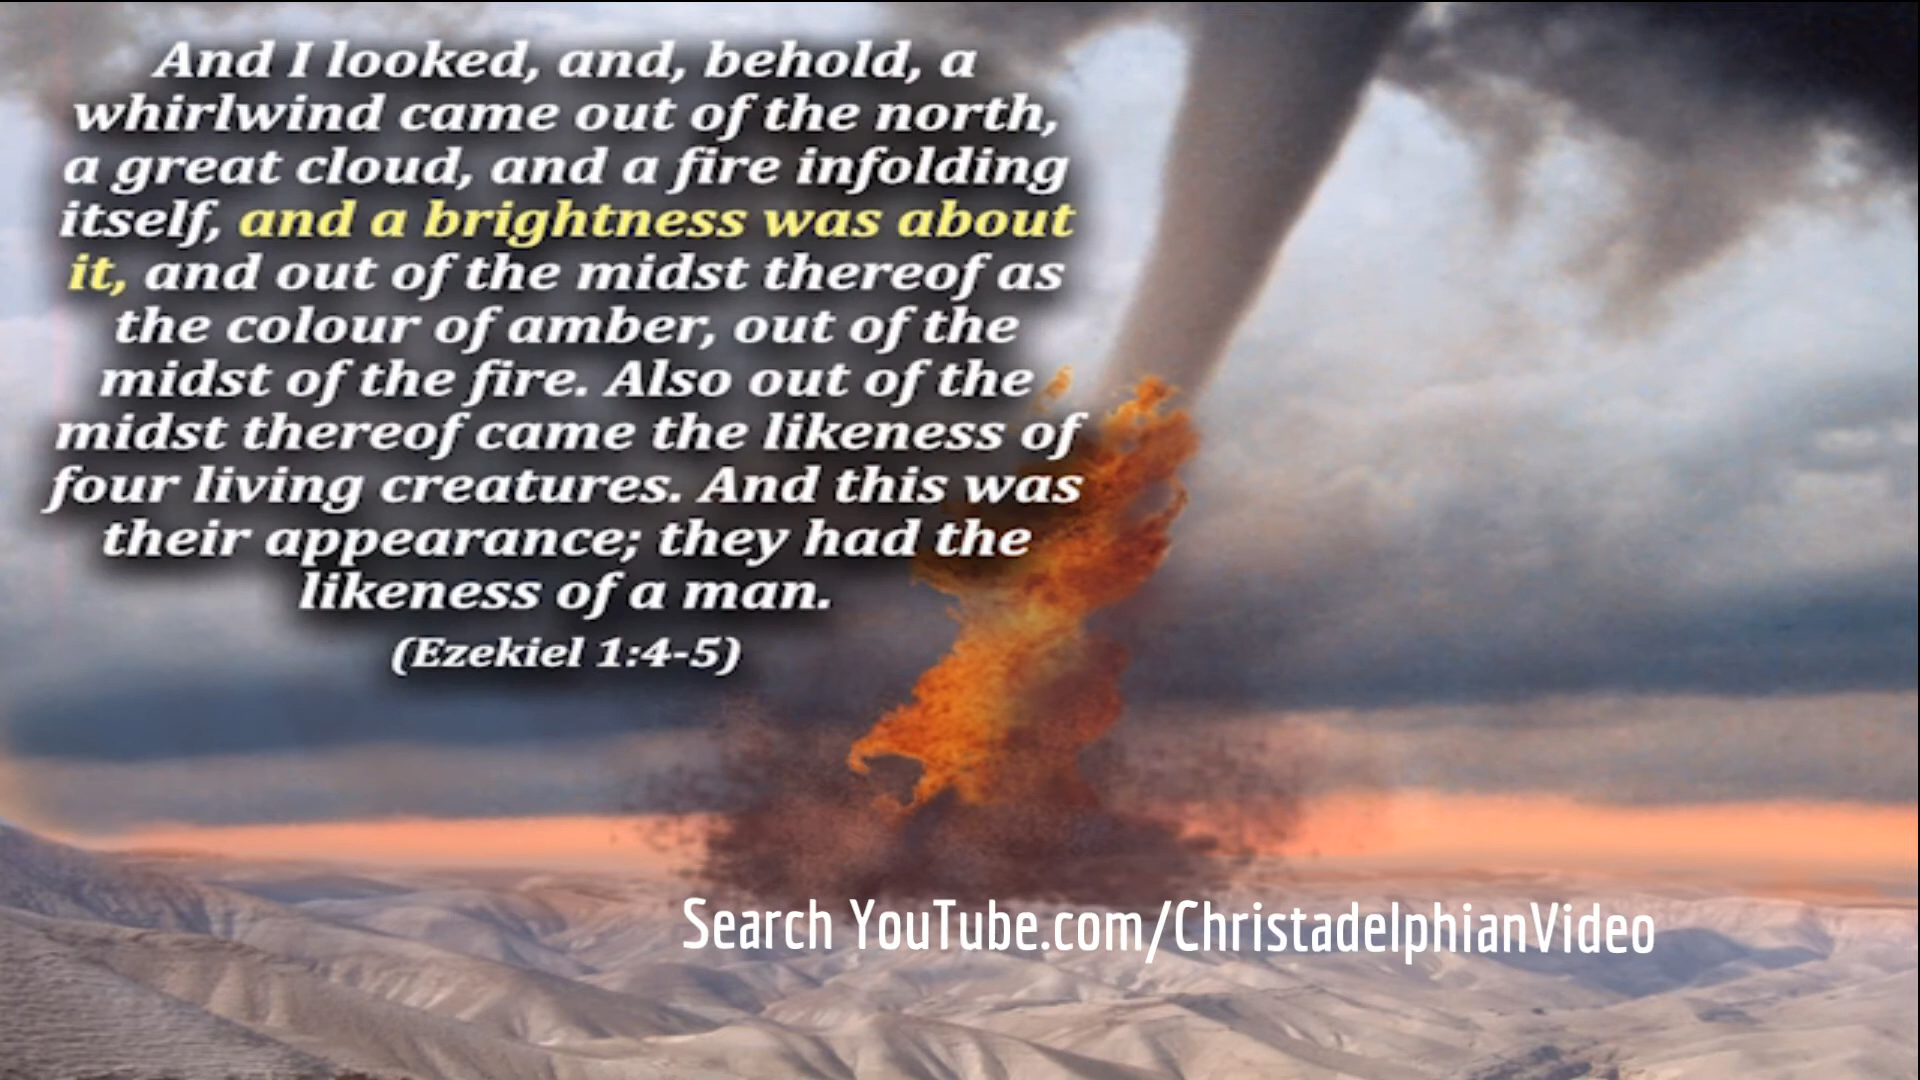 And I looked, and, behold, a
whirlwind came out of the north,
a great cloud, and a fire infolding
itself, and a brightness was about
it, and out of the midst thereof as
the colour of amber, out of the
midst of the fire. Also out of the
midst thereof came the likeness of
four living creatures. And this was
their appearance; they had the
likeness of a man.
(Ezekiel 1:4-5)
Search YouTube.com/ChristadelphianVideo